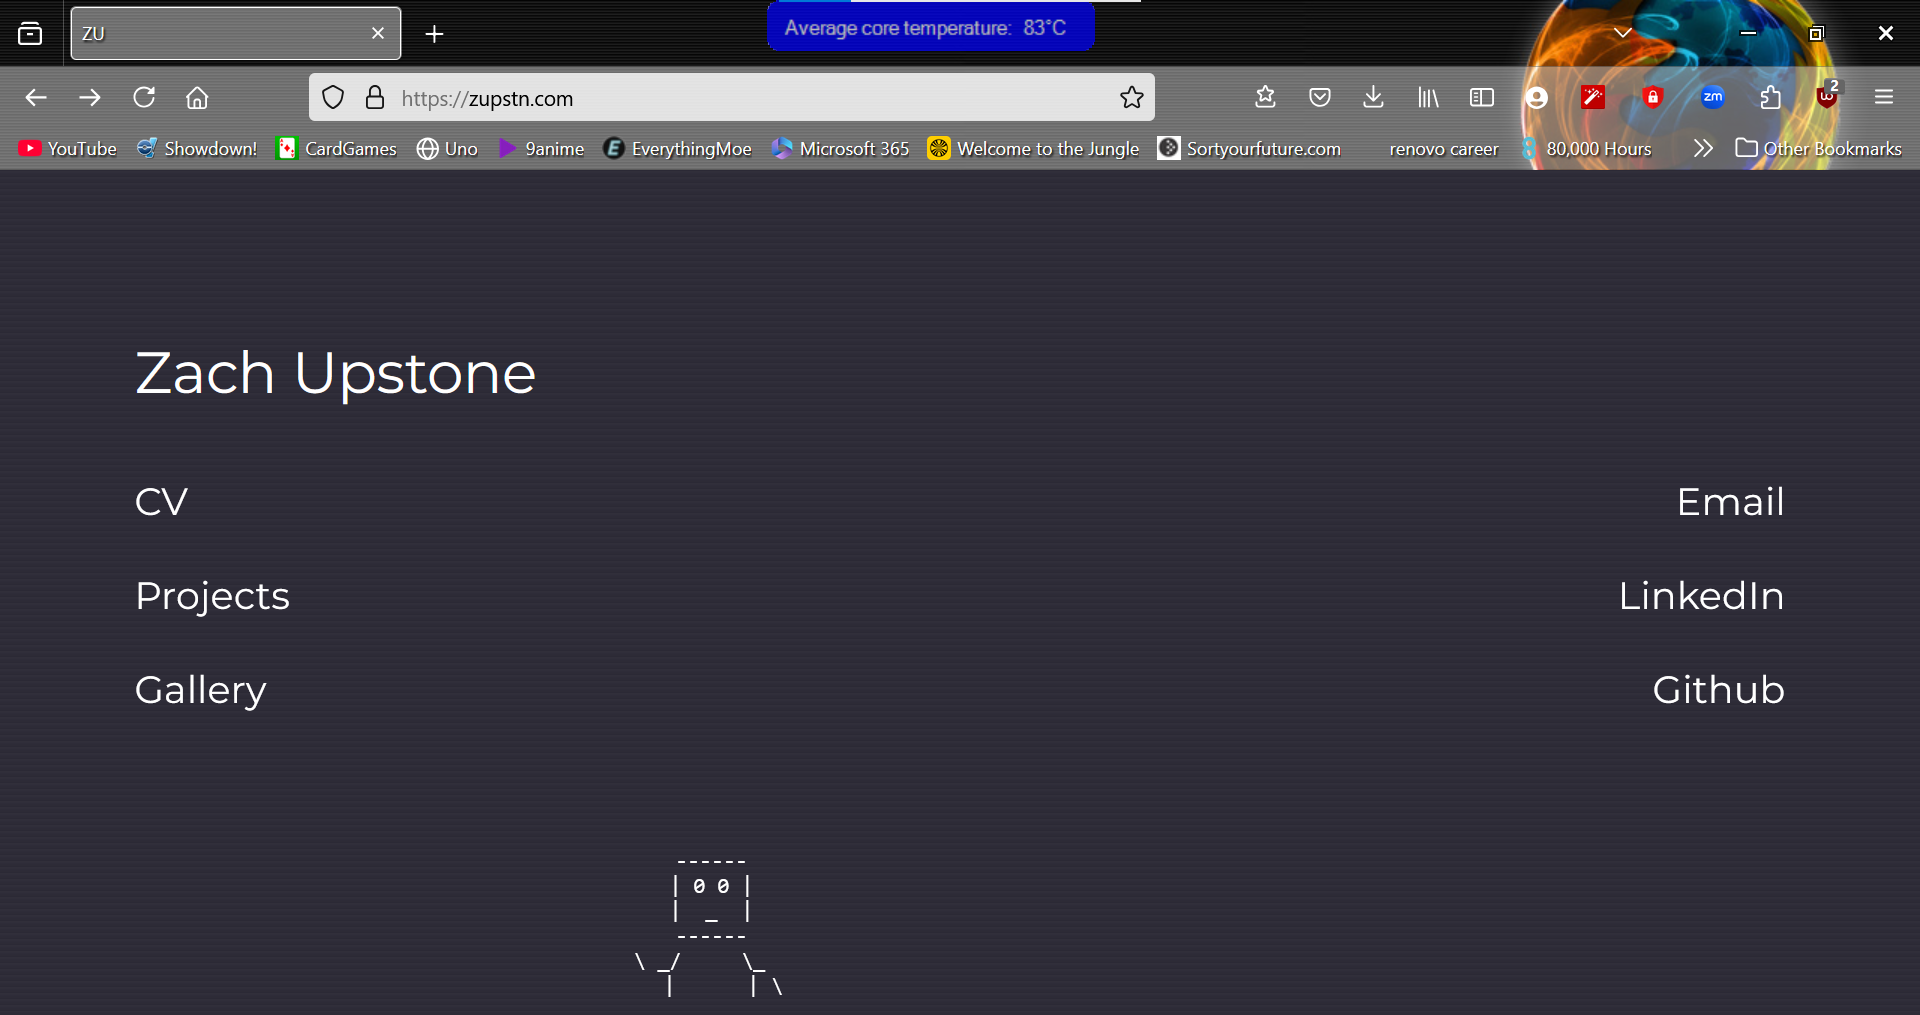 ZU
Average core temperature: 83°C
https://zupstn.com
zm
2
YouTube
Showdown!
CardGames
Uno
9anime
E
EverythingMoe
Microsoft 365
Welcome to the Jungle
Sortyourfuture.com
renovo career
80,000 Hours
Other Bookmarks
Zach Upstone
CV
Email
Projects
LinkedIn
Gallery
Github
------
| 0 0 |
|  _  |
------
\ _/     \_
|      | \